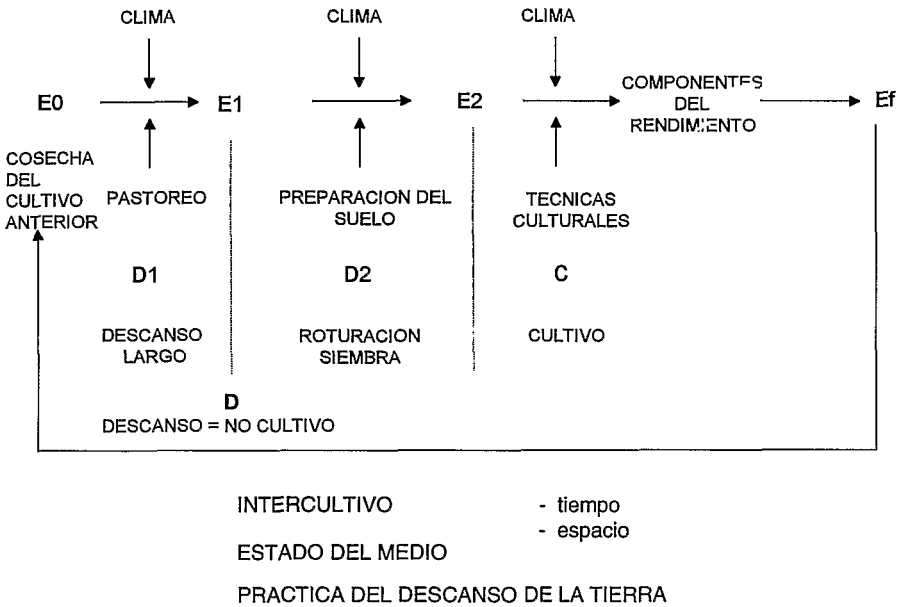 CLIMA
CLIMA
CLIMA
E0
E1
E2
COMPONENTES
DEL
RENDIMIENTO
Ef
COSECHA
DEL
CULTIVO
ANTERIOR
PASTOREO
PREPARACION DEL
SUELO
TECNICAS
CULTURALES
D1
D2
C
DESCANSO
LARGO
ROTURACION
SIEMBRA
CULTIVO
D
DESCANSO = NO CULTIVO
INTERCULTIVO
- tiempo
- espacio
ESTADO DEL MEDIO
PRACTICA DEL DESCANSO DE LA TIERRA